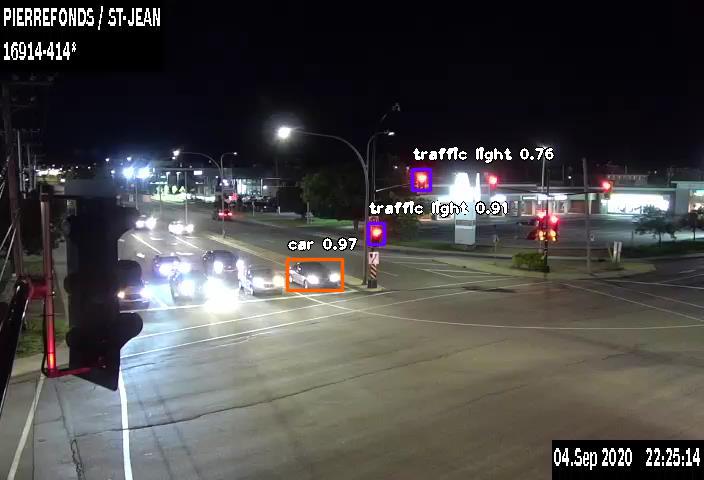 PIERREFONDS / ST-JEAN
16914-414*
traffic light 0.76
traffic light 0.91
car 0.97
04.Sep 2020 22:25:14